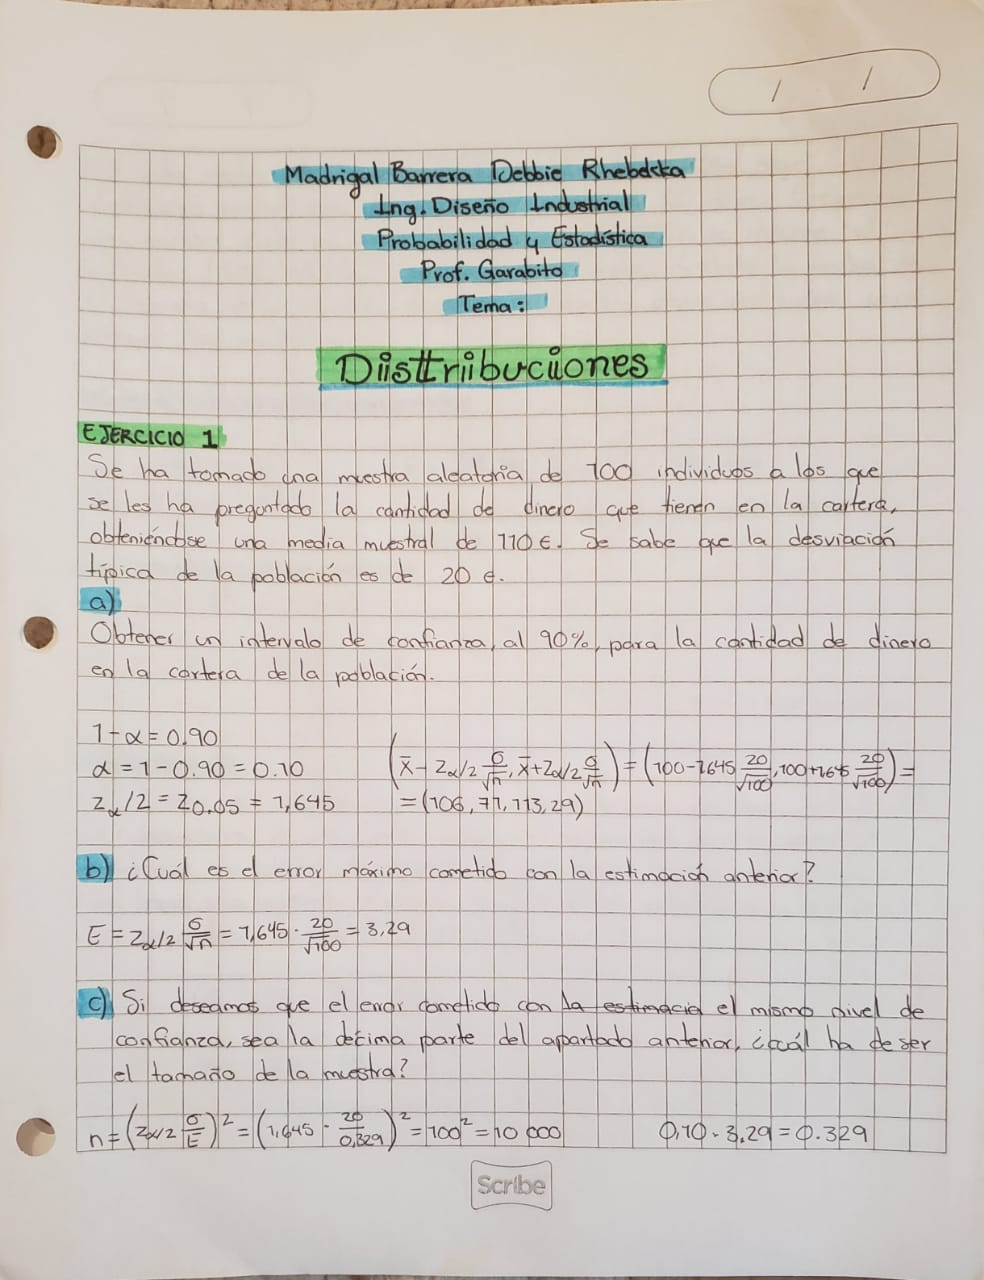 / /
Madrigal Barrera Debbie Rhebdcka
Ing. Diseño Industrial
Probabilidad y Estadística
Prof. Garabito
Tema:
Diisttriibuciiones
EJERCICIO 1
Se ha tomado una muestra aleatoria de 100 individuos a los que
se les ha preguntado la cantidad de dinero que tienen en la cartera,
obteniéndose una media muestral de 110 €. Se sabe que la desviación
típica de la población es de 20 €.
a)
Obtener un intervalo de confianza, al 90%, para la cantidad de dinero
en la cartera de la población.
1-α=0,90
α=1-0.90=0.10
Zα/2=Z0.05=1,645
(x̄-Zα/2 σ/√n, x̄+Zα/2 σ/√n)=(100-1645 20/√100, 100+1645 20/√100)=
=(106,71,113,29)
b) ¿Cuál es el error máximo cometido con la estimación anterior?
E=Zα/2 σ/√n=1,645·20/√100=3,29
c) Si deseamos que el error cometido con la estimacia el mismo nivel de
confianza, sea la décima parte del apartado anterior, ¿cuál ha de ser
el tamaño de la muestra?
n=(Zα/2 σ/E)²=(1,645·20/0,329)²=100²=10 000 0,10·3,29=0.329
Scribe